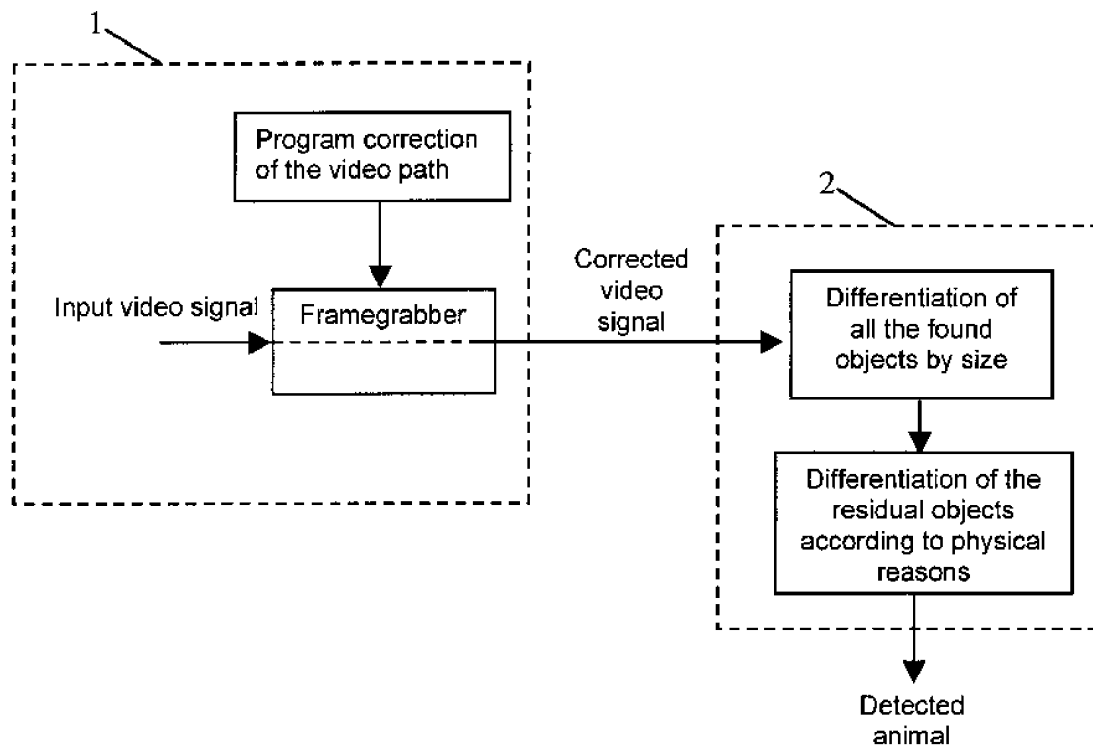 1
Program correction
of the video path
Input video signal
Framegrabber
Corrected
video
signal
2
Differentiation of
all the found
objects by size
Differentiation of the
residual objects
according to physical
reasons
Detected
animal